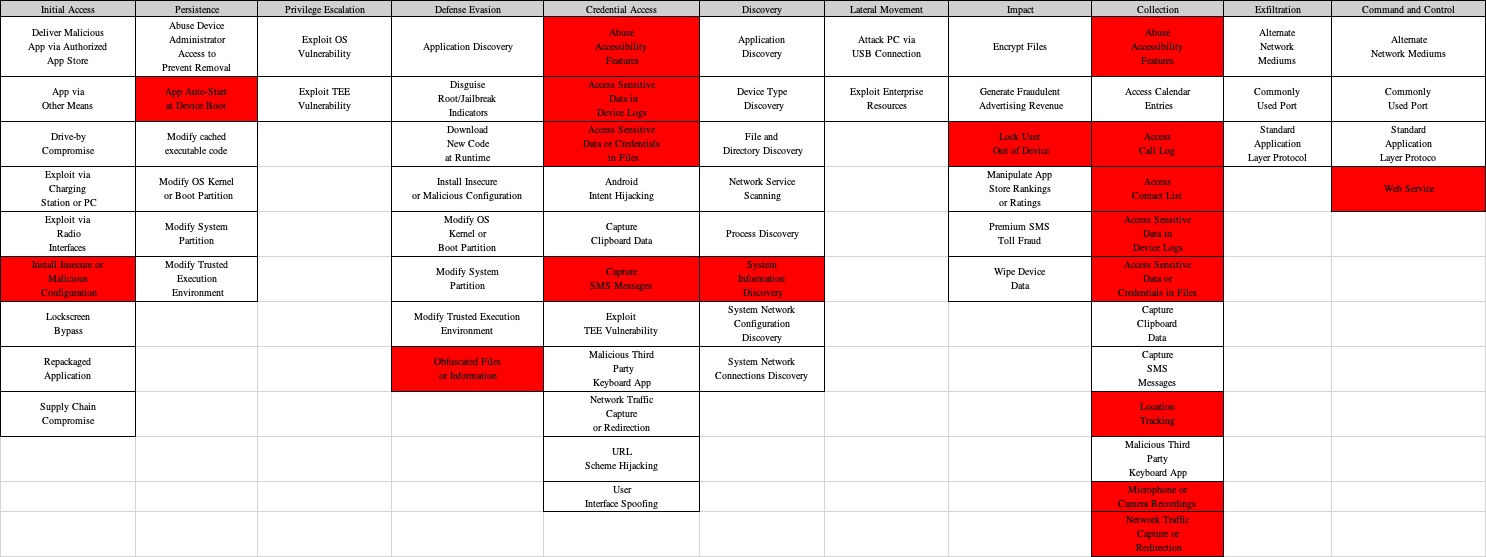 Initial Access
Persistence
Privilege Escalation
Defense Evasion
Credential Access
Discovery
Lateral Movement
Impact
Collection
Exfiltration
Command and Control
Deliver Malicious
App via Authorized
App Store
Abuse Device
Administrator
Access to
Prevent Removal
Exploit OS
Vulnerability
Application Discovery
Abuse
Accessibility
Features
Application
Discovery
Attack PC via
USB Connection
Encrypt Files
Abuse
Accessibility
Features
Alternate
Network
Mediums
Alternate
Network Mediums
App via
Other Means
App Auto-Start
at Device Boot
Exploit TEE
Vulnerability
Disguise
Root/Jailbreak
Indicators
Access Sensitive
Data in
Device Logs
Device Type
Discovery
Exploit Enterprise
Resources
Generate Fraudulent
Advertising Revenue
Access Calendar
Entries
Commonly
Used Port
Commonly
Used Port
Drive-by
Compromise
Modify cached
executable code
Download
New Code
at Runtime
Access Sensitive
Data or Credentials
in Files
File and
Directory Discovery
Lock User
Out of Device
Access
Call Log
Standard
Application
Layer Protocol
Standard
Application
Layer Protoco
Exploit via
Charging
Station or PC
Modify OS Kernel
or Boot Partition
Install Insecure
or Malicious Configuration
Android
Intent Hijacking
Network Service
Scanning
Manipulate App
Store Rankings
or Ratings
Access
Contact List
Web Service
Exploit via
Radio
Interfaces
Modify System
Partition
Modify OS
Kernel or
Boot Partition
Capture
Clipboard Data
Process Discovery
Premium SMS
Toll Fraud
Access Sensitive
Data in
Device Logs
Install Insecure or
Malicious
Configuration
Modify Trusted
Execution
Environment
Modify System
Partition
Capture
SMS Messages
System
Information
Discovery
Wipe Device
Data
Access Sensitive
Data or
Credentials in Files
Lockscreen
Bypass
Modify Trusted Execution
Environment
Exploit
TEE Vulnerability
System Network
Configuration
Discovery
Capture
Clipboard
Data
Repackaged
Application
Obfuscated Files
or Information
Malicious Third
Party
Keyboard App
System Network
Connections Discovery
Capture
SMS
Messages
Supply Chain
Compromise
Network Traffic
Capture
or Redirection
Location
Tracking
URL
Scheme Hijacking
Malicious Third
Party
Keyboard App
User
Interface Spoofing
Microphone or
Camera Recordings
Network Traffic
Capture or
Redirection